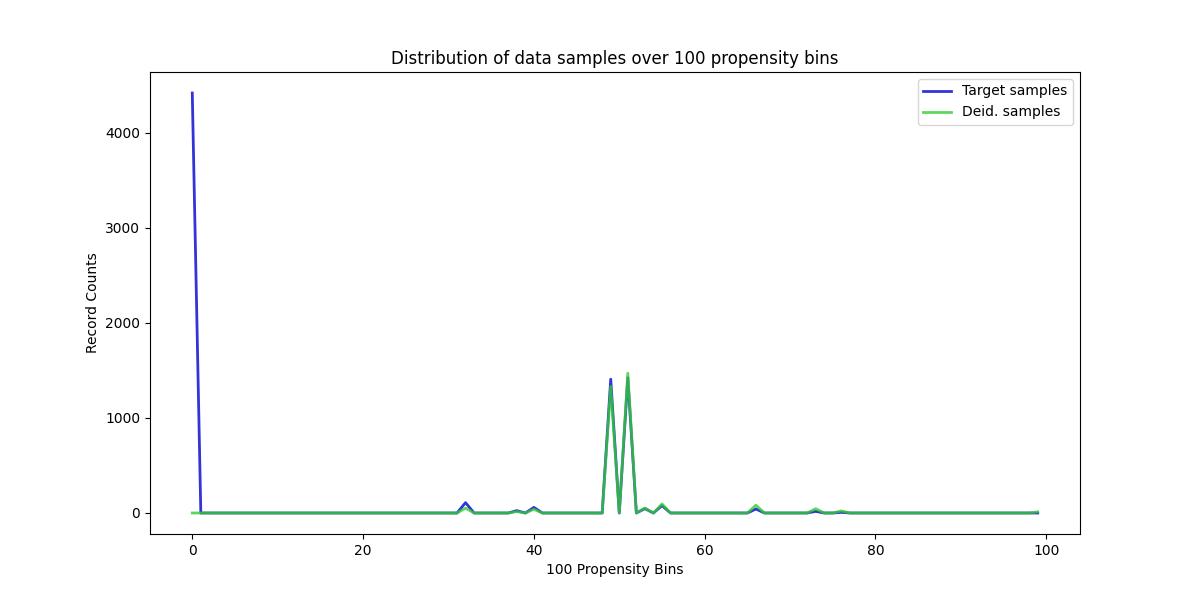 Distribution of data samples over 100 propensity bins
Target samples
Deid. samples
4000
3000
2000
1000
0
Record Counts
0 20 40 60 80 100
100 Propensity Bins